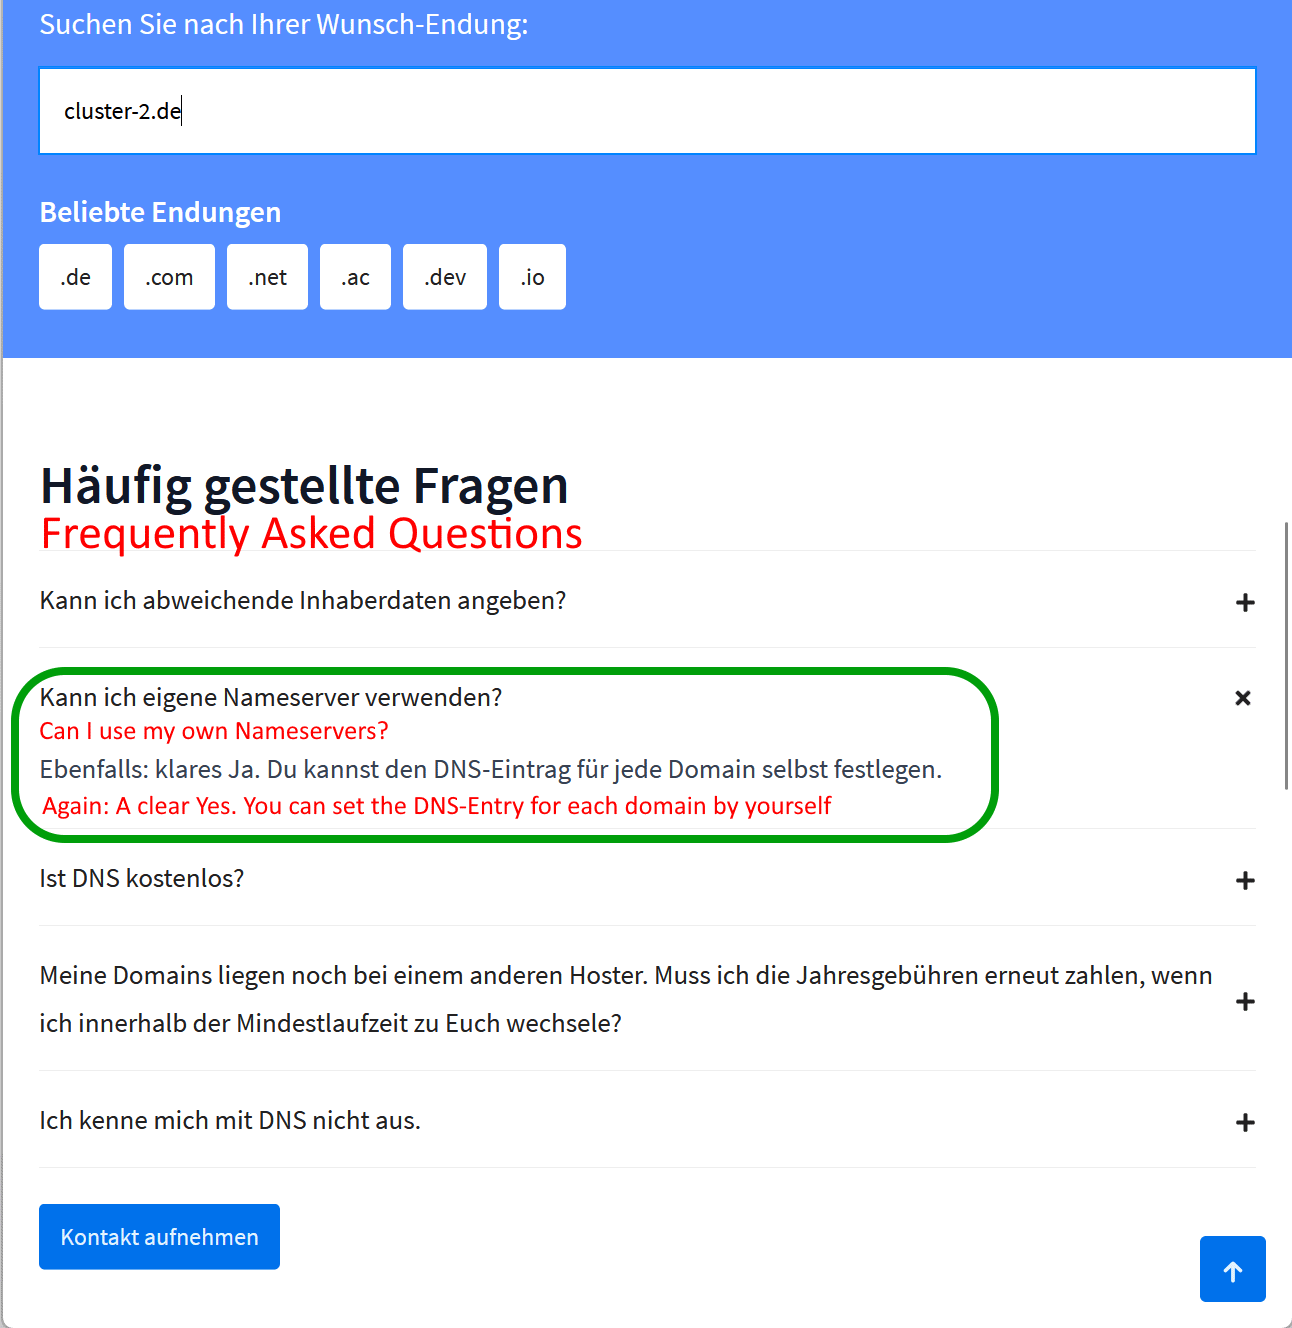 Suchen Sie nach Ihrer Wunsch-Endung:
cluster-2.de
Beliebte Endungen
.de .com .net .ac .dev .io
Häufig gestellte Fragen
Frequently Asked Questions
Kann ich abweichende Inhaberdaten angeben?
Kann ich eigene Nameserver verwenden?
Can I use my own Nameservers?
Ebenfalls: klares Ja. Du kannst den DNS-Eintrag für jede Domain selbst festlegen.
Again: A clear Yes. You can set the DNS-Entry for each domain by yourself
Ist DNS kostenlos?
Meine Domains liegen noch bei einem anderen Hoster. Muss ich die Jahresgebühren erneut zahlen, wenn
ich innerhalb der Mindestlaufzeit zu Euch wechsele?
Ich kenne mich mit DNS nicht aus.
Kontakt aufnehmen